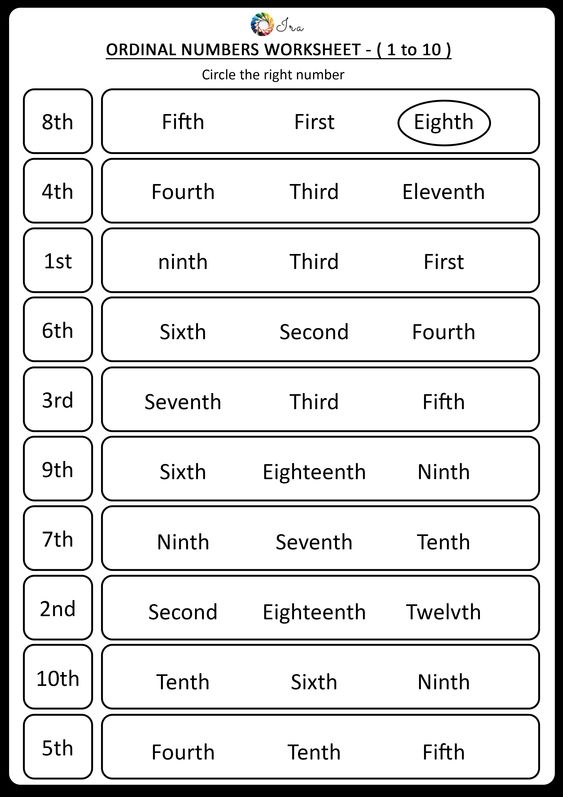 Ira
ORDINAL NUMBERS WORKSHEET - ( 1 to 10 )
Circle the right number
8th Fifth First Eighth
4th Fourth Third Eleventh
1st ninth Third First
6th Sixth Second Fourth
3rd Seventh Third Fifth
9th Sixth Eighteenth Ninth
7th Ninth Seventh Tenth
2nd Second Eighteenth Twelvth
10th Tenth Sixth Ninth
5th Fourth Tenth Fifth